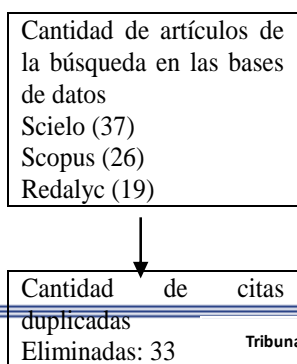 Cantidad de artículos de
la búsqueda en las bases
de datos
Scielo (37)
Scopus (26)
Redalyc (19)
Cantidad de citas
duplicadas
Eliminadas: 33
Tribuna